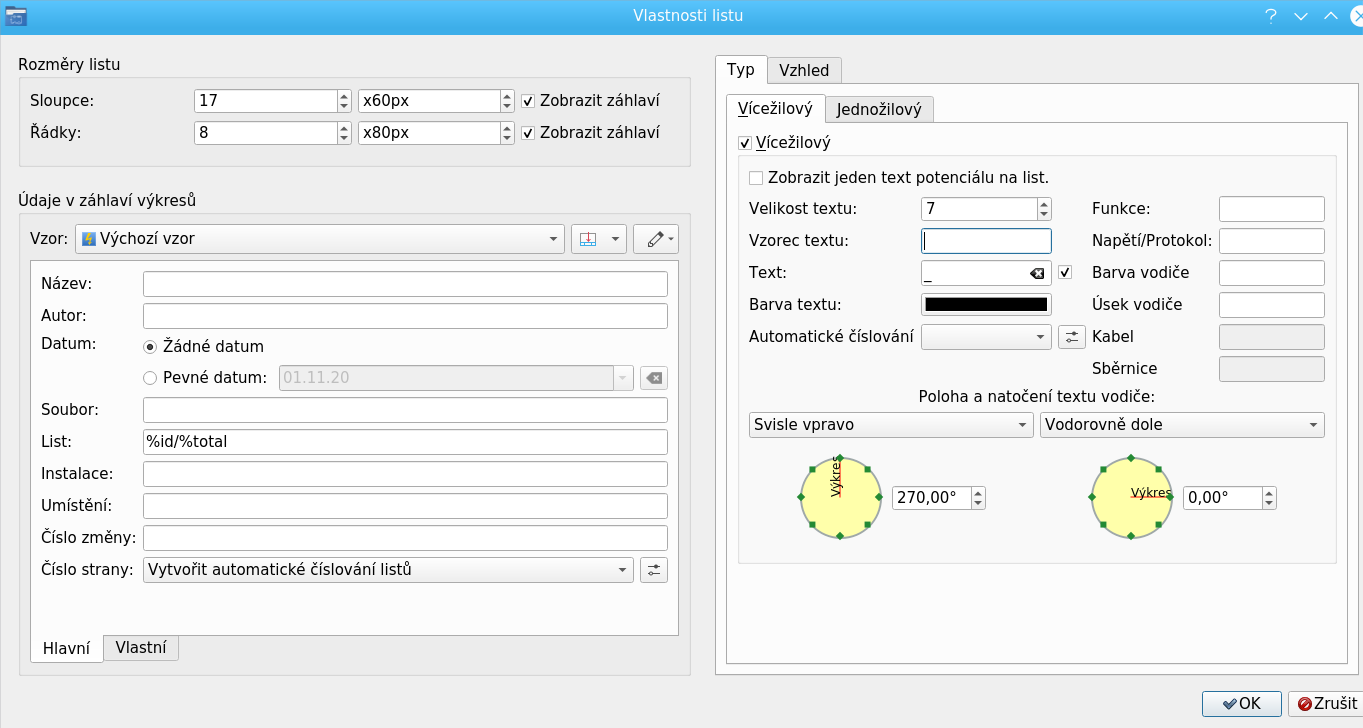 Vlastnosti listu
Rozměry listu
Sloupce: 17 x60px Zobrazit záhlaví
Řádky: 8 x80px Zobrazit záhlaví
Údaje v záhlaví výkresů
Vzor: Výchozí vzor
Název:
Autor:
Datum: Žádné datum
Pevné datum: 01.11.20
Soubor:
List: %id/%total
Instalace:
Umístění:
Číslo změny:
Číslo strany: Vytvořit automatické číslování listů
Hlavní Vlastní
Typ Vzhled
Vícežilový Jednožilový
Vícežilový
Zobrazit jeden text potenciálu na list.
Velikost textu: 7 Funkce:
Vzorec textu: Napětí/Protokol:
Text: _ Barva vodiče
Barva textu: Úsek vodiče
Automatické číslování Kabel
Sběrnice
Poloha a natočení textu vodiče:
Svisle vpravo Vodorovně dole
Výkres 270,00° Výkres 0,00°
OK Zrušit